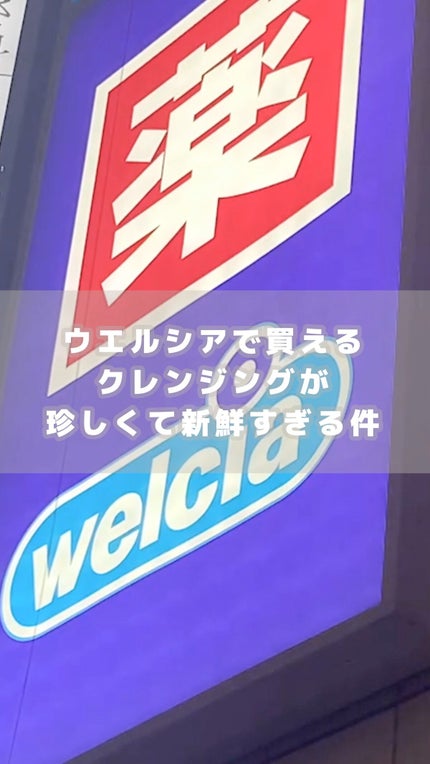 薬
ウエルシアで買える
クレンジングが
珍しくて新鮮すぎる件
welcia